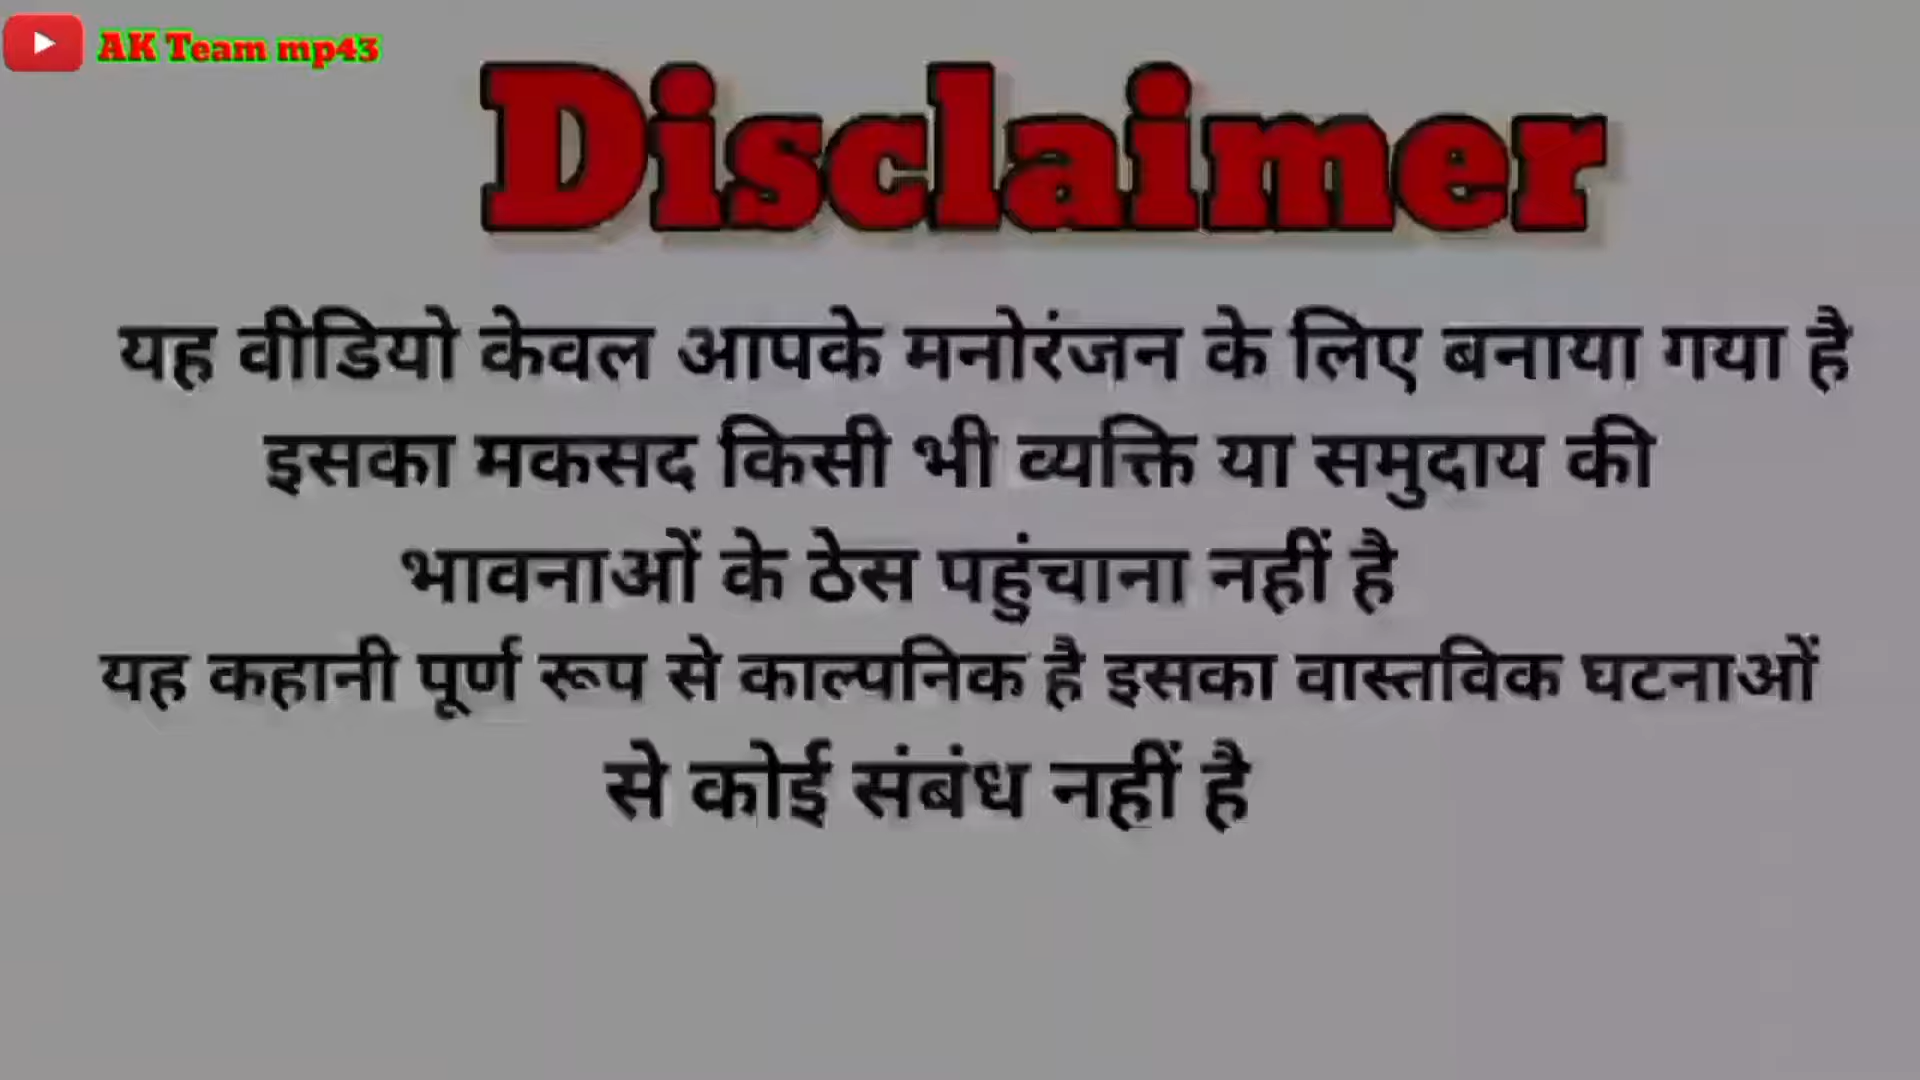 AK Team mp43
Disclaimer
यह वीडियो केवल आपके मनोरंजन के लिए बनाया गया है
इसका मकसद किसी भी व्यक्ति या समुदाय की
भावनाओं के ठेस पहुंचाना नहीं है
यह कहानी पूर्ण रूप से काल्पनिक है इसका वास्तविक घटनाओं
से कोई संबंध नहीं है